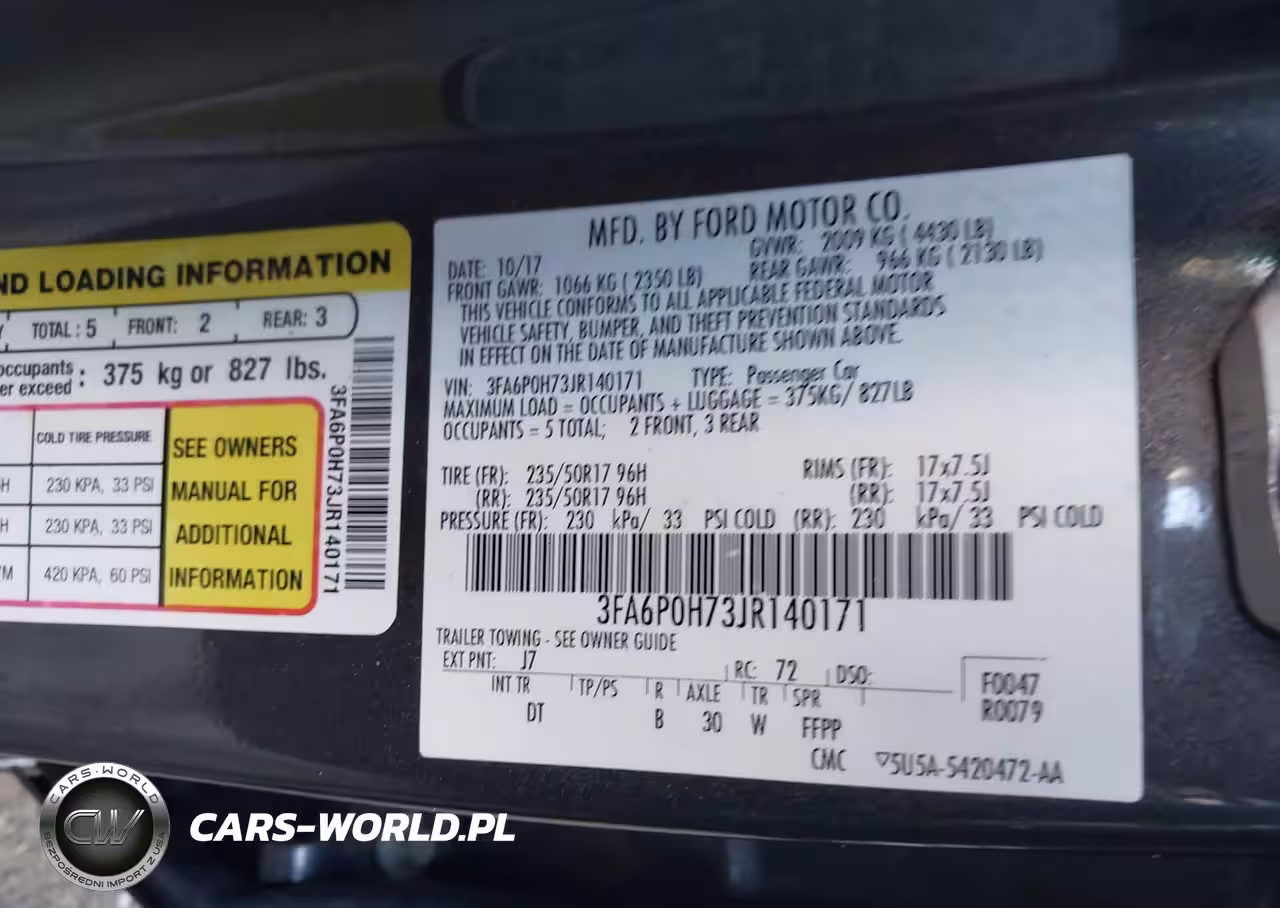 ND LOADING INFORMATION
TOTAL : 5 FRONT: 2 REAR: 3
occupants
er exceed : 375 kg or 827 lbs.
COLD TIRE PRESSURE
H 230 KPA, 33 PSI
H 230 KPA, 33 PSI
M 420 KPA, 60 PSI
SEE OWNERS
MANUAL FOR
ADDITIONAL
INFORMATION
3FA6P0H73JR140171
MFD. BY FORD MOTOR CO.
DATE: 10/17 GVWR: 2009 KG ( 4430 LB)
FRONT GAWR: 1066 KG ( 2350 LB) REAR GAWR: 966 KG ( 2130 LB)
THIS VEHICLE CONFORMS TO ALL APPLICABLE FEDERAL MOTOR
VEHICLE SAFETY, BUMPER, AND THEFT PREVENTION STANDARDS
IN EFFECT ON THE DATE OF MANUFACTURE SHOWN ABOVE.
VIN: 3FA6P0H73JR140171 TYPE: Passenger Car
MAXIMUM LOAD = OCCUPANTS + LUGGAGE = 375KG/ 827LB
OCCUPANTS = 5 TOTAL; 2 FRONT, 3 REAR
TIRE (FR): 235/50R17 96H RIMS (FR): 17x7.5J
(RR): 235/50R17 96H (RR): 17x7.5J
PRESSURE (FR): 230 kPa/ 33 PSI COLD (RR): 230 kPa/ 33 PSI COLD
3FA6P0H73JR140171
TRAILER TOWING - SEE OWNER GUIDE
EXT PNT: J7 RC: 72 DSO:
INT TR TP/PS R AXLE TR SPR
DT B 30 W FFPP
F0047
R0079
CMC ▽5U5A-5420472-AA
CARS-WORLD
CW
BEZPOŚREDNI IMPORT Z USA
CARS-WORLD.PL